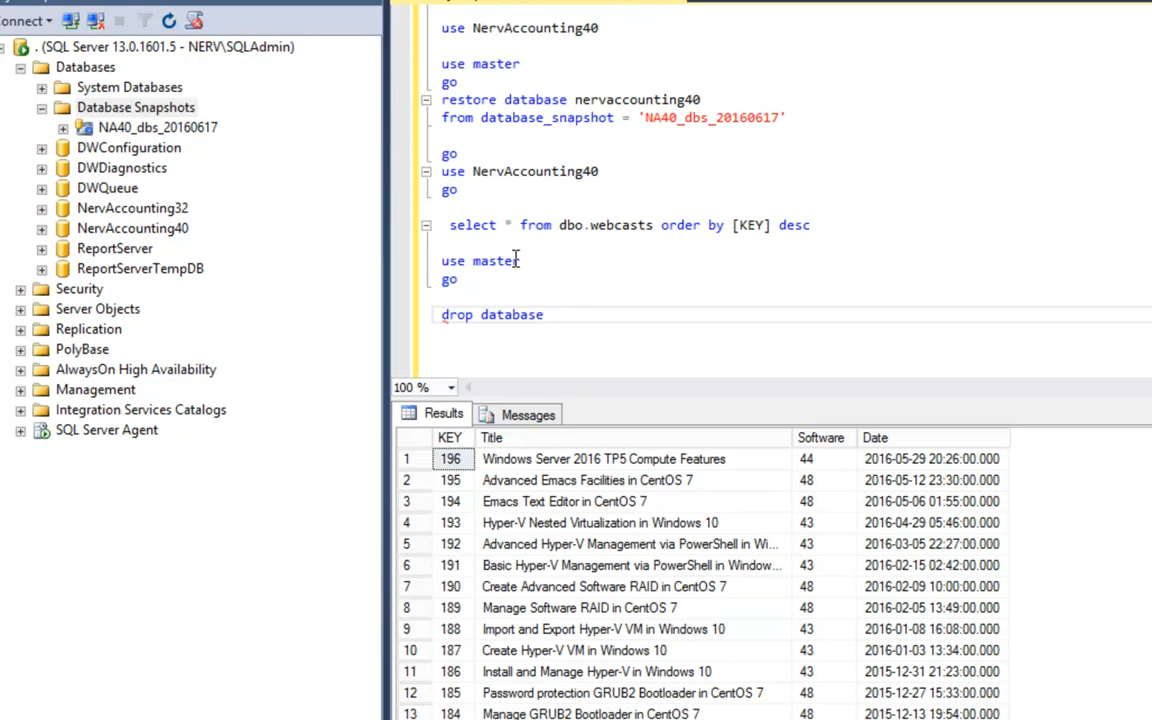 onnect
. (SQL Server 13.0.1601.5 - NERV\SQLAdmin)
Databases
System Databases
Database Snapshots
NA40_dbs_20160617
DWConfiguration
DWDiagnostics
DWQueue
NervAccounting32
NervAccounting40
ReportServer
ReportServerTempDB
Security
Server Objects
Replication
PolyBase
AlwaysOn High Availability
Management
Integration Services Catalogs
SQL Server Agent
use NervAccounting40
use master
go
restore database nervaccounting40
from database_snapshot = 'NA40_dbs_20160617'
go
use NervAccounting40
go
select * from dbo.webcasts order by [KEY] desc
use master
go
drop database
100 %
Results Messages
KEY Title Software Date
1 196 Windows Server 2016 TP5 Compute Features 44 2016-05-29 20:26:00.000
2 195 Advanced Emacs Facilities in CentOS 7 48 2016-05-12 23:30:00.000
3 194 Emacs Text Editor in CentOS 7 48 2016-05-06 01:55:00.000
4 193 Hyper-V Nested Virtualization in Windows 10 43 2016-04-29 05:46:00.000
5 192 Advanced Hyper-V Management via PowerShell in Wi... 43 2016-03-05 22:27:00.000
6 191 Basic Hyper-V Management via PowerShell in Window... 43 2016-02-15 02:42:00.000
7 190 Create Advanced Software RAID in CentOS 7 48 2016-02-09 10:00:00.000
8 189 Manage Software RAID in CentOS 7 48 2016-02-05 13:49:00.000
9 188 Import and Export Hyper-V VM in Windows 10 43 2016-01-08 16:08:00.000
10 187 Create Hyper-V VM in Windows 10 43 2016-01-03 13:34:00.000
11 186 Install and Manage Hyper-V in Windows 10 43 2015-12-31 21:23:00.000
12 185 Password protection GRUB2 Bootloader in CentOS 7 48 2015-12-27 15:33:00.000
13 184 Manage GRUB2 Bootloader in CentOS 7 48 2015-12-13 19:54:00.000